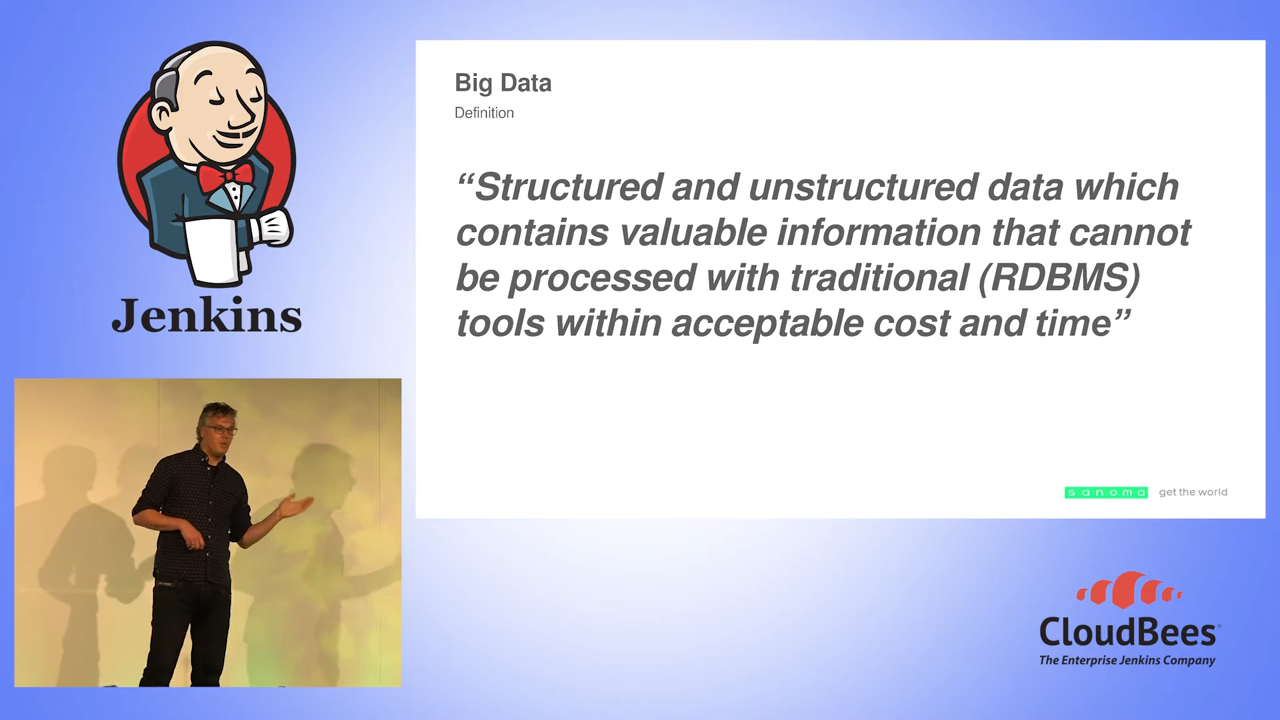 Jenkins
Big Data
Definition
“Structured and unstructured data which
contains valuable information that cannot
be processed with traditional (RDBMS)
tools within acceptable cost and time”
sanoma get the world
CloudBees®
The Enterprise Jenkins Company